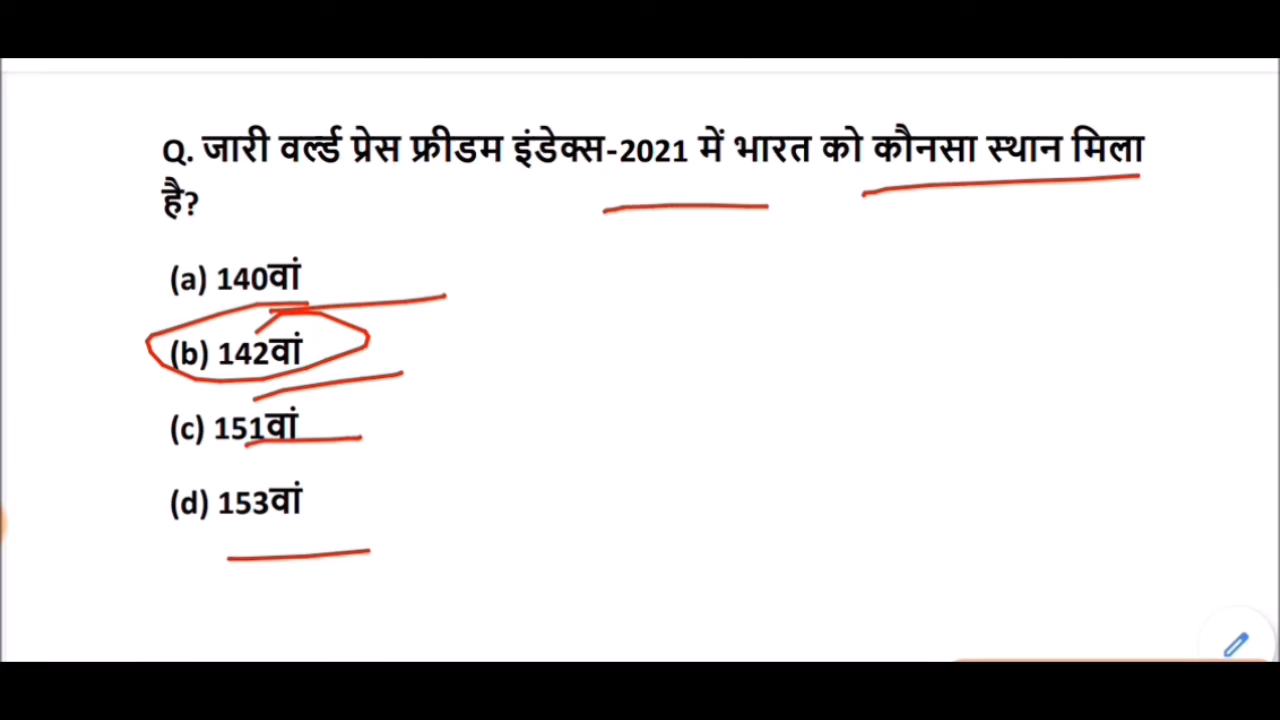 Q. जारी वर्ल्ड प्रेस फ्रीडम इंडेक्स-2021 में भारत को कौनसा स्थान मिला
है?
(a) 140वां
(b) 142वां
(c) 151वां
(d) 153वां